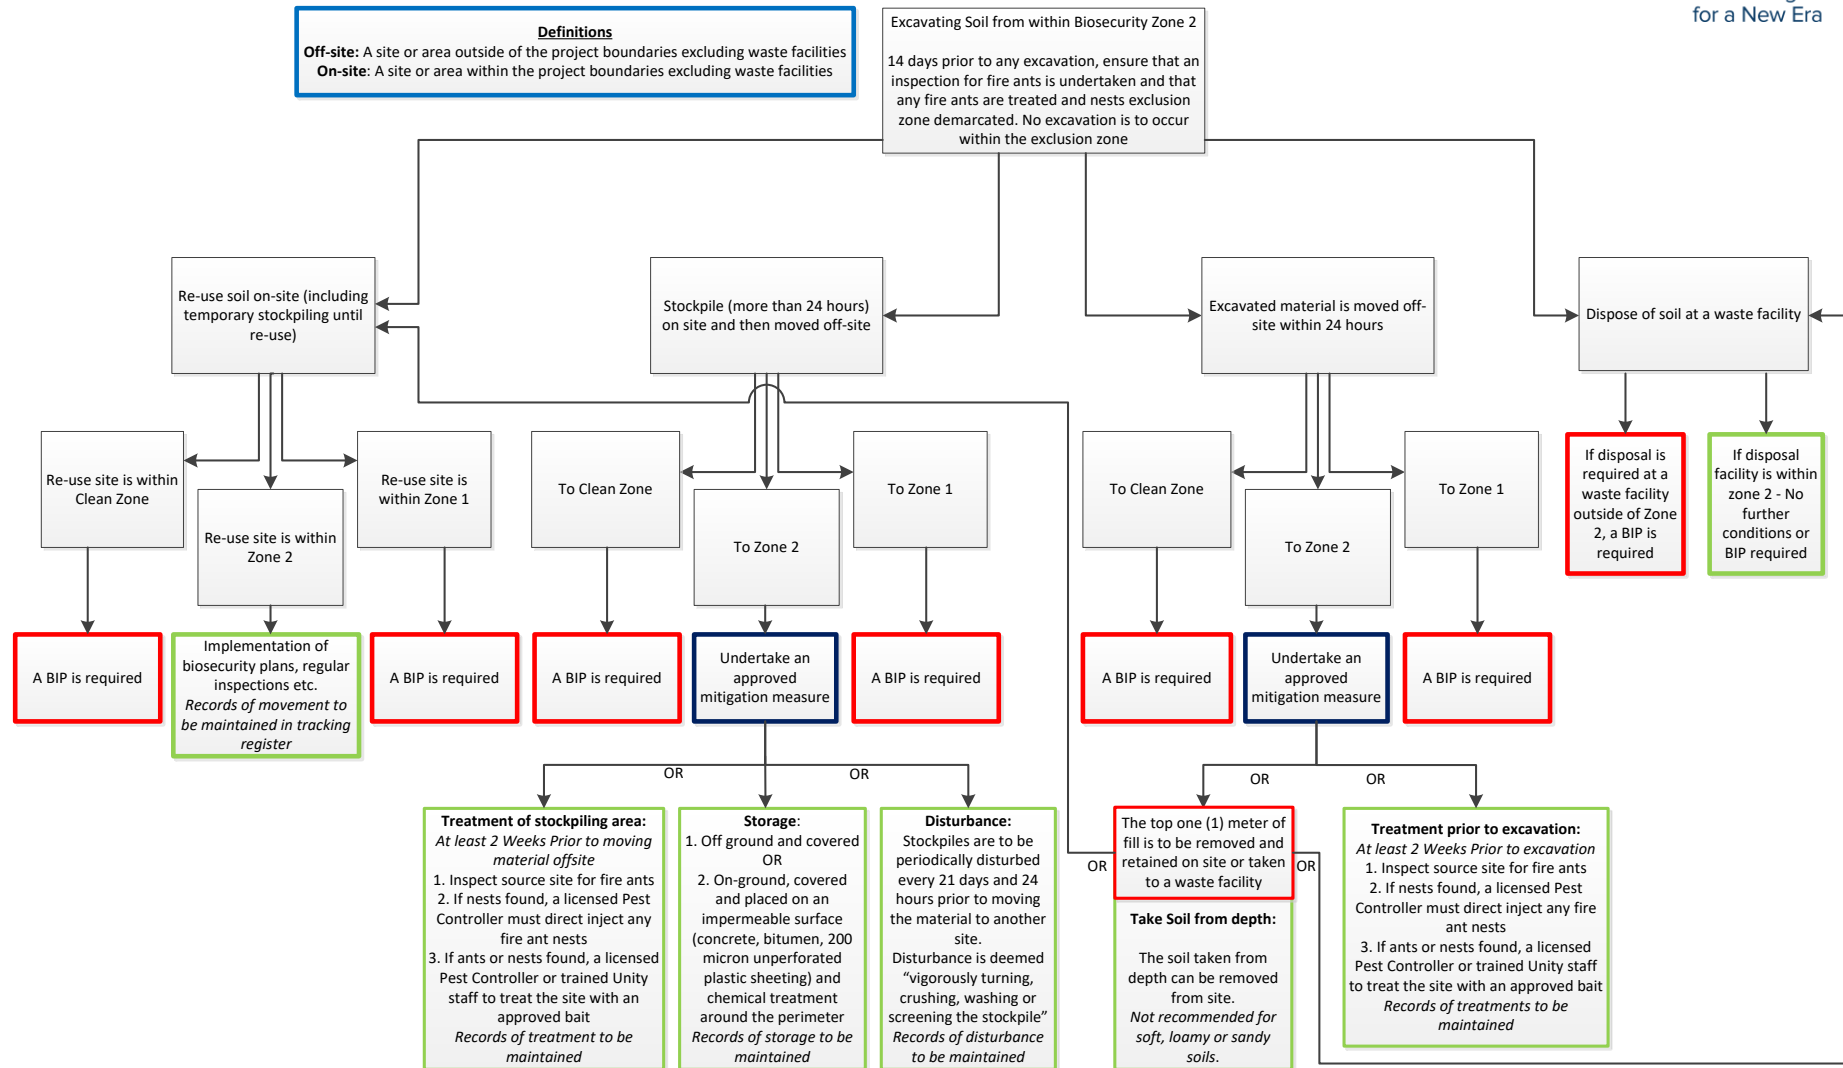 for a New Era
Definitions
Off-site: A site or area outside of the project boundaries excluding waste facilities
On-site: A site or area within the project boundaries excluding waste facilities
Excavating Soil from within Biosecurity Zone 2
14 days prior to any excavation, ensure that an
inspection for fire ants is undertaken and that
any fire ants are treated and nests exclusion
zone demarcated. No excavation is to occur
within the exclusion zone
Re-use soil on-site (including
temporary stockpiling until
re-use)
Stockpile (more than 24 hours)
on site and then moved off-site
Excavated material is moved off-
site within 24 hours
Dispose of soil at a waste facility
Re-use site is within
Clean Zone
Re-use site is within
Zone 2
Re-use site is
within Zone 1
To Clean Zone
To Zone 2
To Zone 1
To Clean Zone
To Zone 2
To Zone 1
If disposal is
required at a
waste facility
outside of Zone
2, a BIP is
required
If disposal
facility is within
zone 2 - No
further
conditions or
BIP required
A BIP is required
Implementation of
biosecurity plans, regular
inspections etc.
Records of movement to
be maintained in tracking
register
A BIP is required
A BIP is required
Undertake an
approved
mitigation measure
A BIP is required
A BIP is required
Undertake an
approved
mitigation measure
A BIP is required
OR
OR
OR
OR
Treatment of stockpiling area:
At least 2 Weeks Prior to moving
material offsite
1. Inspect source site for fire ants
2. If nests found, a licensed Pest
Controller must direct inject any
fire ant nests
3. If ants or nests found, a licensed
Pest Controller or trained Unity
staff to treat the site with an
approved bait
Records of treatment to be
maintained
Storage:
1. Off ground and covered
OR
2. On-ground, covered
and placed on an
impermeable surface
(concrete, bitumen, 200
micron unperforated
plastic sheeting) and
chemical treatment
around the perimeter
Records of storage to be
maintained
Disturbance:
Stockpiles are to be
periodically disturbed
every 21 days and 24
hours prior to moving
the material to another
site.
Disturbance is deemed
“vigorously turning,
crushing, washing or
screening the stockpile”
Records of disturbance
to be maintained
OR
The top one (1) meter of
fill is to be removed and
retained on site or taken
to a waste facility
OR
Take Soil from depth:
The soil taken from
depth can be removed
from site.
Not recommended for
soft, loamy or sandy
soils.
Treatment prior to excavation:
At least 2 Weeks Prior to excavation
1. Inspect source site for fire ants
2. If nests found, a licensed Pest
Controller must direct inject any fire
ant nests
3. If ants or nests found, a licensed
Pest Controller or trained Unity staff
to treat the site with an approved bait
Records of treatments to be
maintained